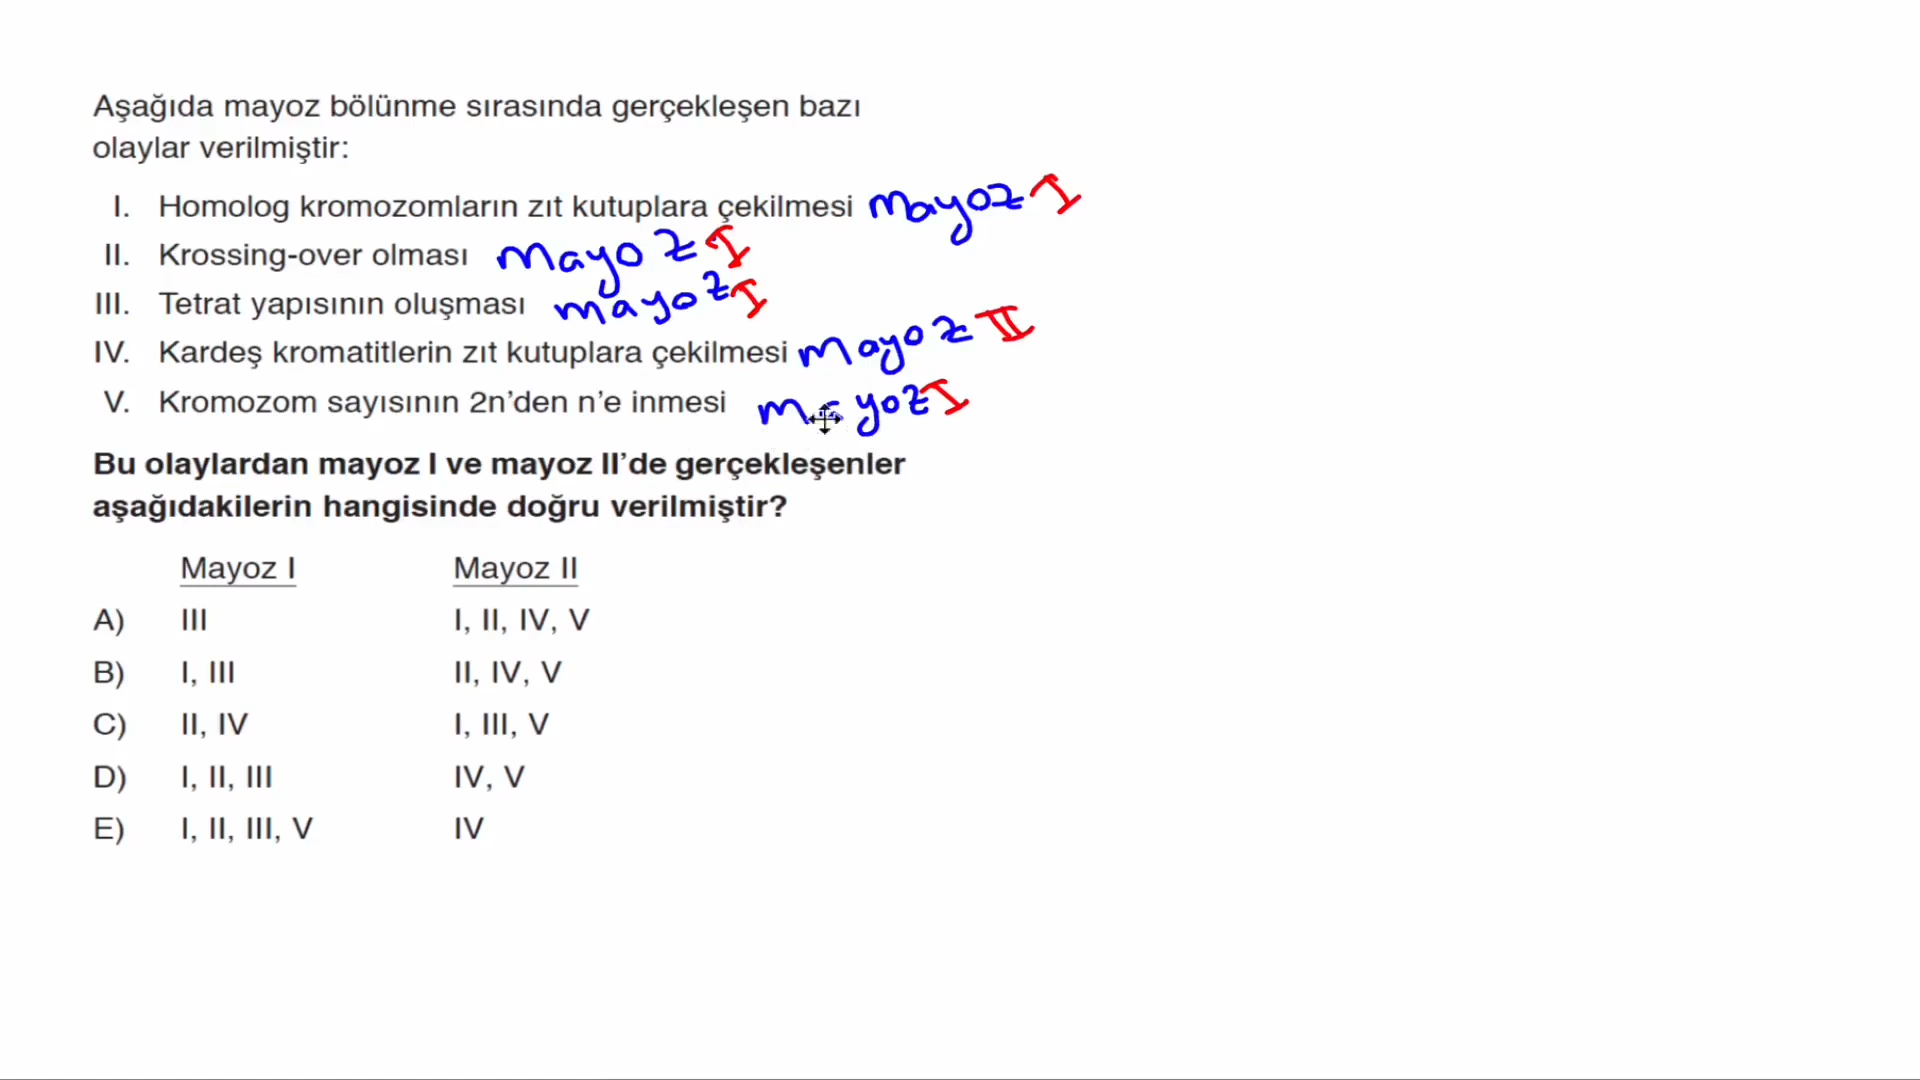 Aşağıda mayoz bölünme sırasında gerçekleşen bazı
olaylar verilmiştir:
I. Homolog kromozomların zıt kutuplara çekilmesi mayoz I
II. Krossing-over olması mayoz I
III. Tetrat yapısının oluşması mayoz I
IV. Kardeş kromatitlerin zıt kutuplara çekilmesi mayoz II
V. Kromozom sayısının 2n’den n’e inmesi mayoz I
Bu olaylardan mayoz I ve mayoz II’de gerçekleşenler
aşağıdakilerin hangisinde doğru verilmiştir?
Mayoz I Mayoz II
A) III I, II, IV, V
B) I, III II, IV, V
C) II, IV I, III, V
D) I, II, III IV, V
E) I, II, III, V IV